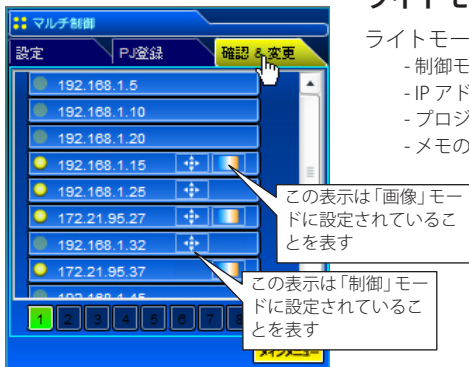 マルチ制御
設定
PJ登録
確認 & 変更
192.168.1.5
192.168.1.10
192.168.1.20
192.168.1.15
192.168.1.25
172.21.95.27
192.168.1.32
172.21.95.37
1 2 3 4 5 6 7
メインメニュー
この表示は「画像」モー
ドに設定されているこ
とを表す
この表示は「制御」モー
ドに設定されているこ
とを表す
ライトモー
- 制御モ
- IP アド
- プロジ
- メモの